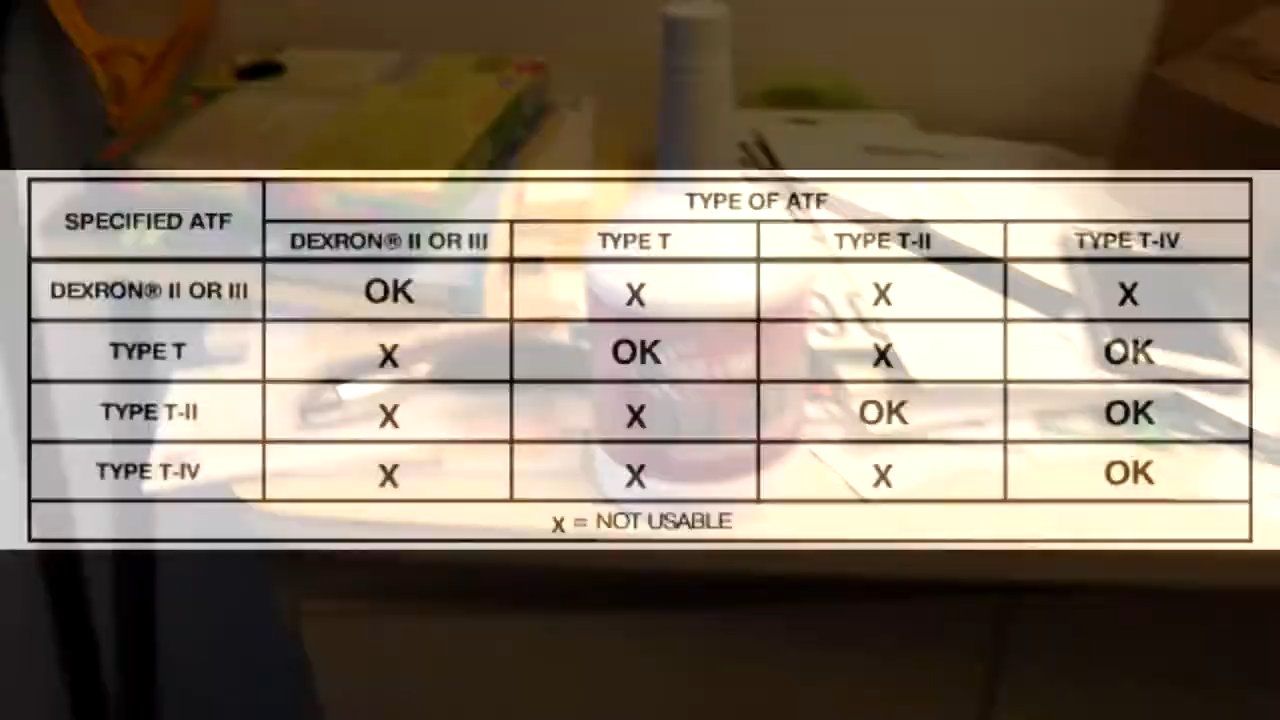 SPECIFIED ATF
TYPE OF ATF
DEXRON® II OR III TYPE T TYPE T-II TYPE T-IV
DEXRON® II OR III OK X X X
TYPE T X OK X OK
TYPE T-II X X OK OK
TYPE T-IV X X X OK
X = NOT USABLE